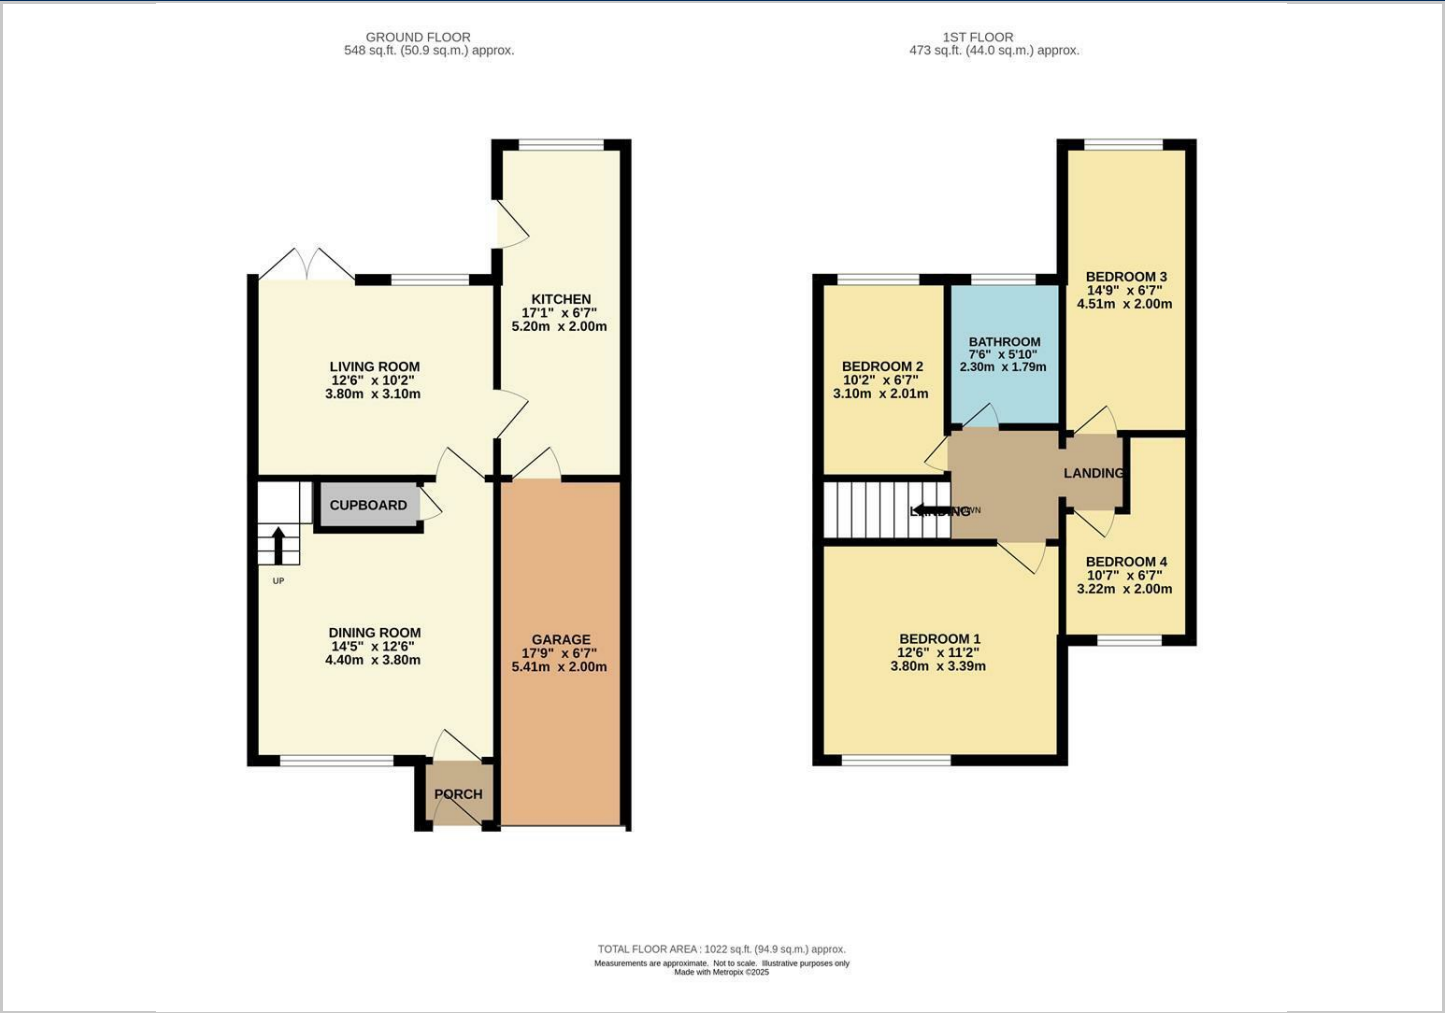 GROUND FLOOR
548 sq.ft. (50.9 sq.m.) approx.
1ST FLOOR
473 sq.ft. (44.0 sq.m.) approx.
KITCHEN
17'1" x 6'7"
5.20m x 2.00m
LIVING ROOM
12'6" x 10'2"
3.80m x 3.10m
CUPBOARD
UP
DINING ROOM
14'5" x 12'6"
4.40m x 3.80m
GARAGE
17'9" x 6'7"
5.41m x 2.00m
PORCH
BEDROOM 3
14'9" x 6'7"
4.51m x 2.00m
BATHROOM
7'6" x 5'10"
2.30m x 1.79m
BEDROOM 2
10'2" x 6'7"
3.10m x 2.01m
LANDING
LANDING
BEDROOM 4
10'7" x 6'7"
3.22m x 2.00m
BEDROOM 1
12'6" x 11'2"
3.80m x 3.39m
TOTAL FLOOR AREA : 1022 sq.ft. (94.9 sq.m.) approx.
Measurements are approximate. Not to scale. Illustrative purposes only
Made with Metropix ©2025